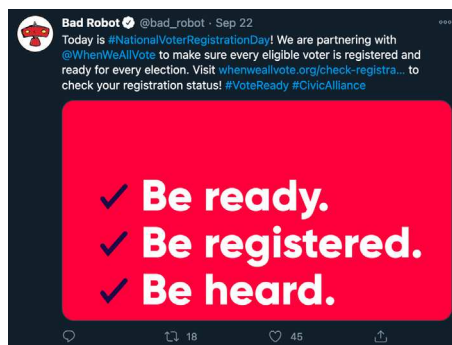 Bad Robot @bad_robot · Sep 22
Today is #NationalVoterRegistrationDay! We are partnering with
@WhenWeAllVote to make sure every eligible voter is registered and
ready for every election. Visit whenweallvote.org/check-registra... to
check your registration status! #VoteReady #CivicAlliance
Be ready.
Be registered.
Be heard.
18 45